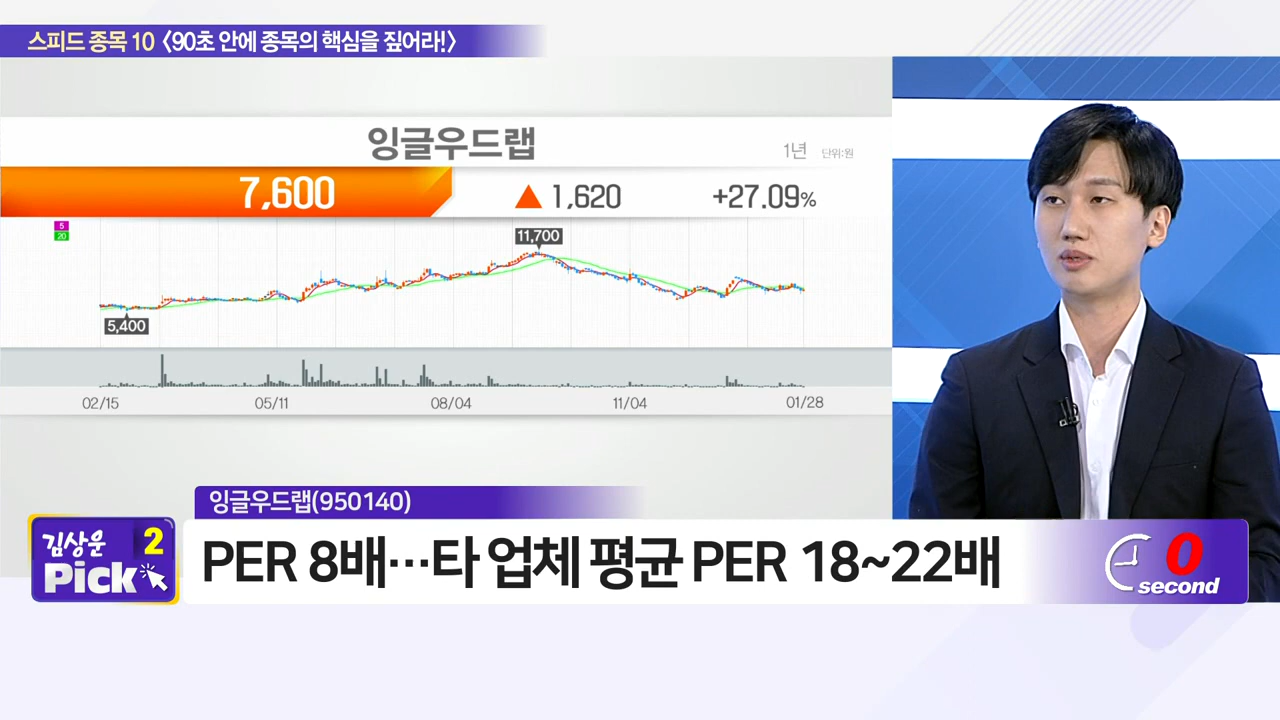 스피드 종목 10 〈90초 안에 종목의 핵심을 짚어라!〉
잉글우드랩
1년 단위:원
7,600 ▲ 1,620 +27.09%
5
20
11,700
5,400
02/15 05/11 08/04 11/04 01/28
잉글우드랩(950140)
김상운 2
Pick
PER 8배…타 업체 평균 PER 18~22배
0
second